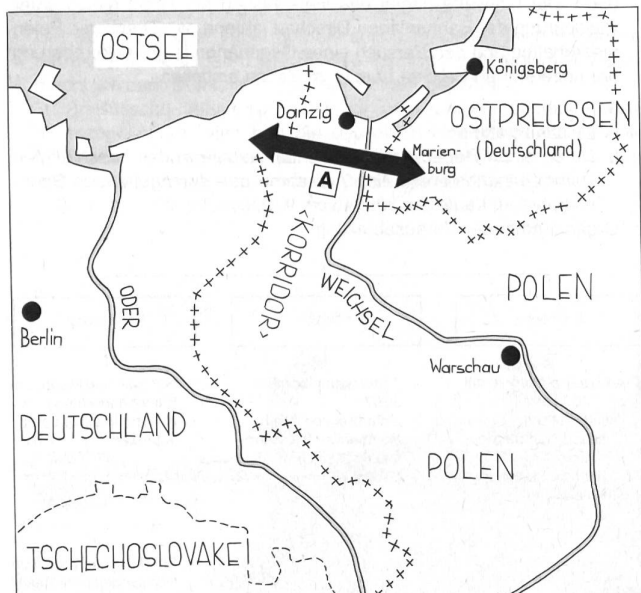 OSTSEE
Königsberg
Danzig
OSTPREUSSEN
(Deutschland)
Marien-
burg
A
<KORRIDOR>
ODER
WEICHSEL
POLEN
Berlin
Warschau
DEUTSCHLAND
POLEN
TSCHECHOSLOVAKEI